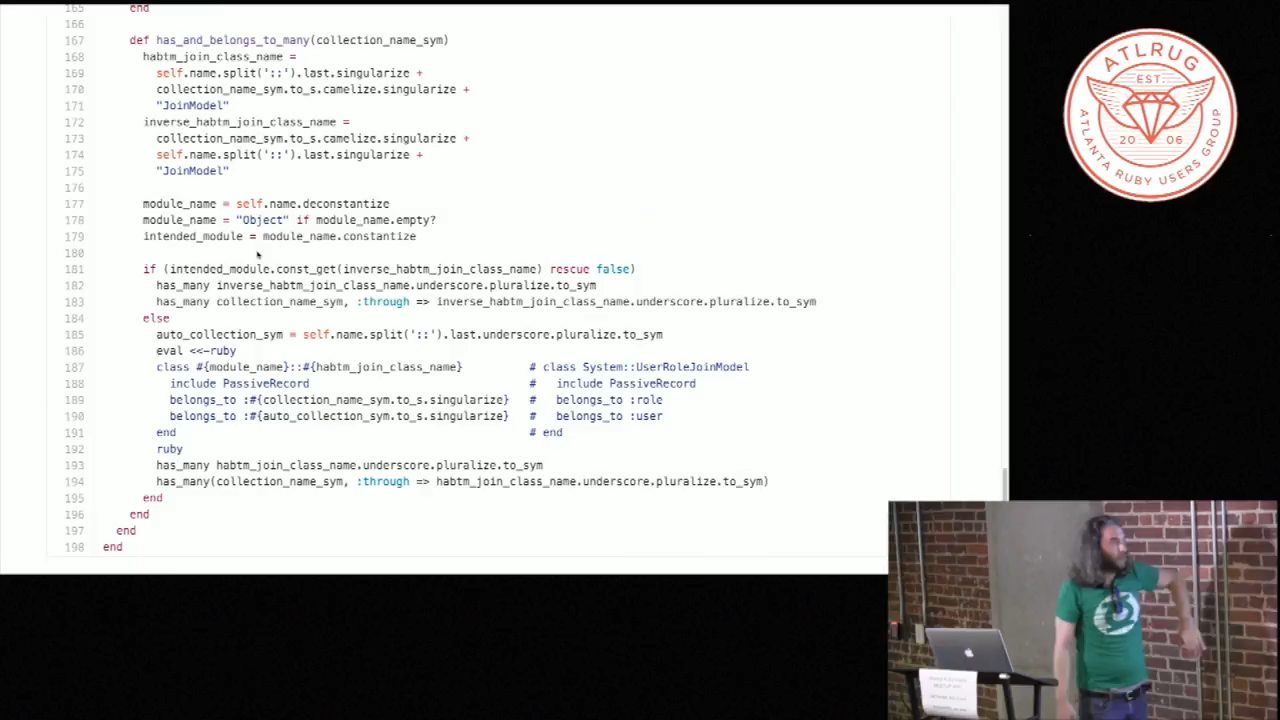 165     end
166
167     def has_and_belongs_to_many(collection_name_sym)
168       habtm_join_class_name =
169         self.name.split('::').last.singularize +
170         collection_name_sym.to_s.camelize.singularize +
171         "JoinModel"
172       inverse_habtm_join_class_name =
173         collection_name_sym.to_s.camelize.singularize +
174         self.name.split('::').last.singularize +
175         "JoinModel"
176
177       module_name = self.name.deconstantize
178       module_name = "Object" if module_name.empty?
179       intended_module = module_name.constantize
180
181       if (intended_module.const_get(inverse_habtm_join_class_name) rescue false)
182         has_many inverse_habtm_join_class_name.underscore.pluralize.to_sym
183         has_many collection_name_sym, :through => inverse_habtm_join_class_name.underscore.pluralize.to_sym
184       else
185         auto_collection_sym = self.name.split('::').last.underscore.pluralize.to_sym
186         eval <<-ruby
187         class #{module_name}::#{habtm_join_class_name}          # class System::UserRoleJoinModel
188           include PassiveRecord                                 #   include PassiveRecord
189           belongs_to :#{collection_name_sym.to_s.singularize}   #   belongs_to :role
190           belongs_to :#{auto_collection_sym.to_s.singularize}   #   belongs_to :user
191         end                                                     # end
192         ruby
193         has_many habtm_join_class_name.underscore.pluralize.to_sym
194         has_many(collection_name_sym, :through => habtm_join_class_name.underscore.pluralize.to_sym)
195       end
196     end
197   end
198 end
ATLRUG
EST.
20 06
ATLANTA RUBY USERS GROUP